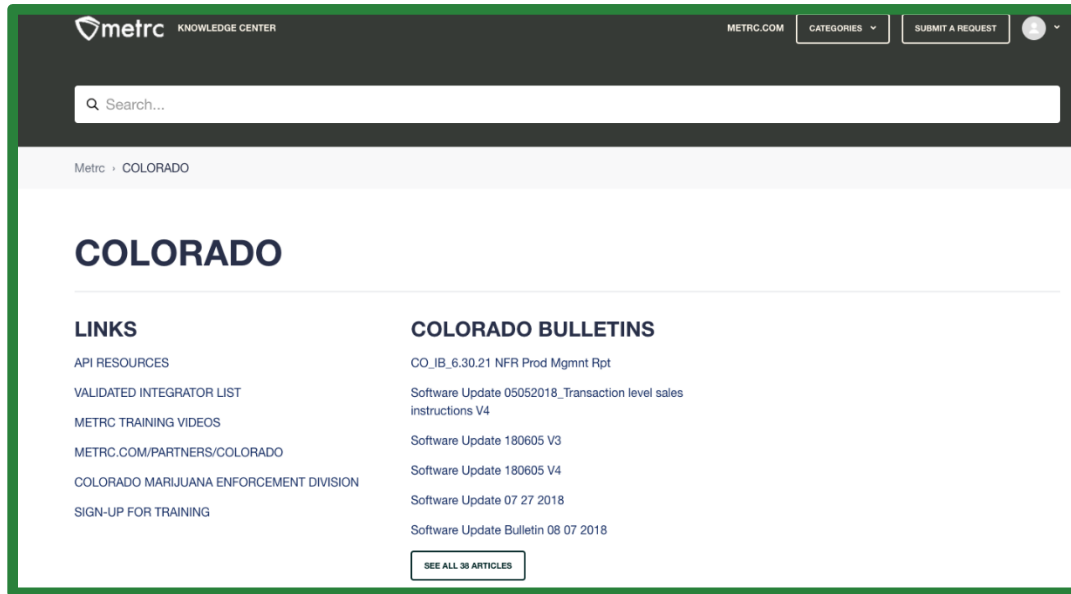 metrc KNOWLEDGE CENTER
METRC.COM
CATEGORIES
SUBMIT A REQUEST
Search...
Metrc › COLORADO
COLORADO
LINKS
API RESOURCES
VALIDATED INTEGRATOR LIST
METRC TRAINING VIDEOS
METRC.COM/PARTNERS/COLORADO
COLORADO MARIJUANA ENFORCEMENT DIVISION
SIGN-UP FOR TRAINING
COLORADO BULLETINS
CO_IB_6.30.21 NFR Prod Mgmnt Rpt
Software Update 05052018_Transaction level sales
instructions V4
Software Update 180605 V3
Software Update 180605 V4
Software Update 07 27 2018
Software Update Bulletin 08 07 2018
SEE ALL 38 ARTICLES